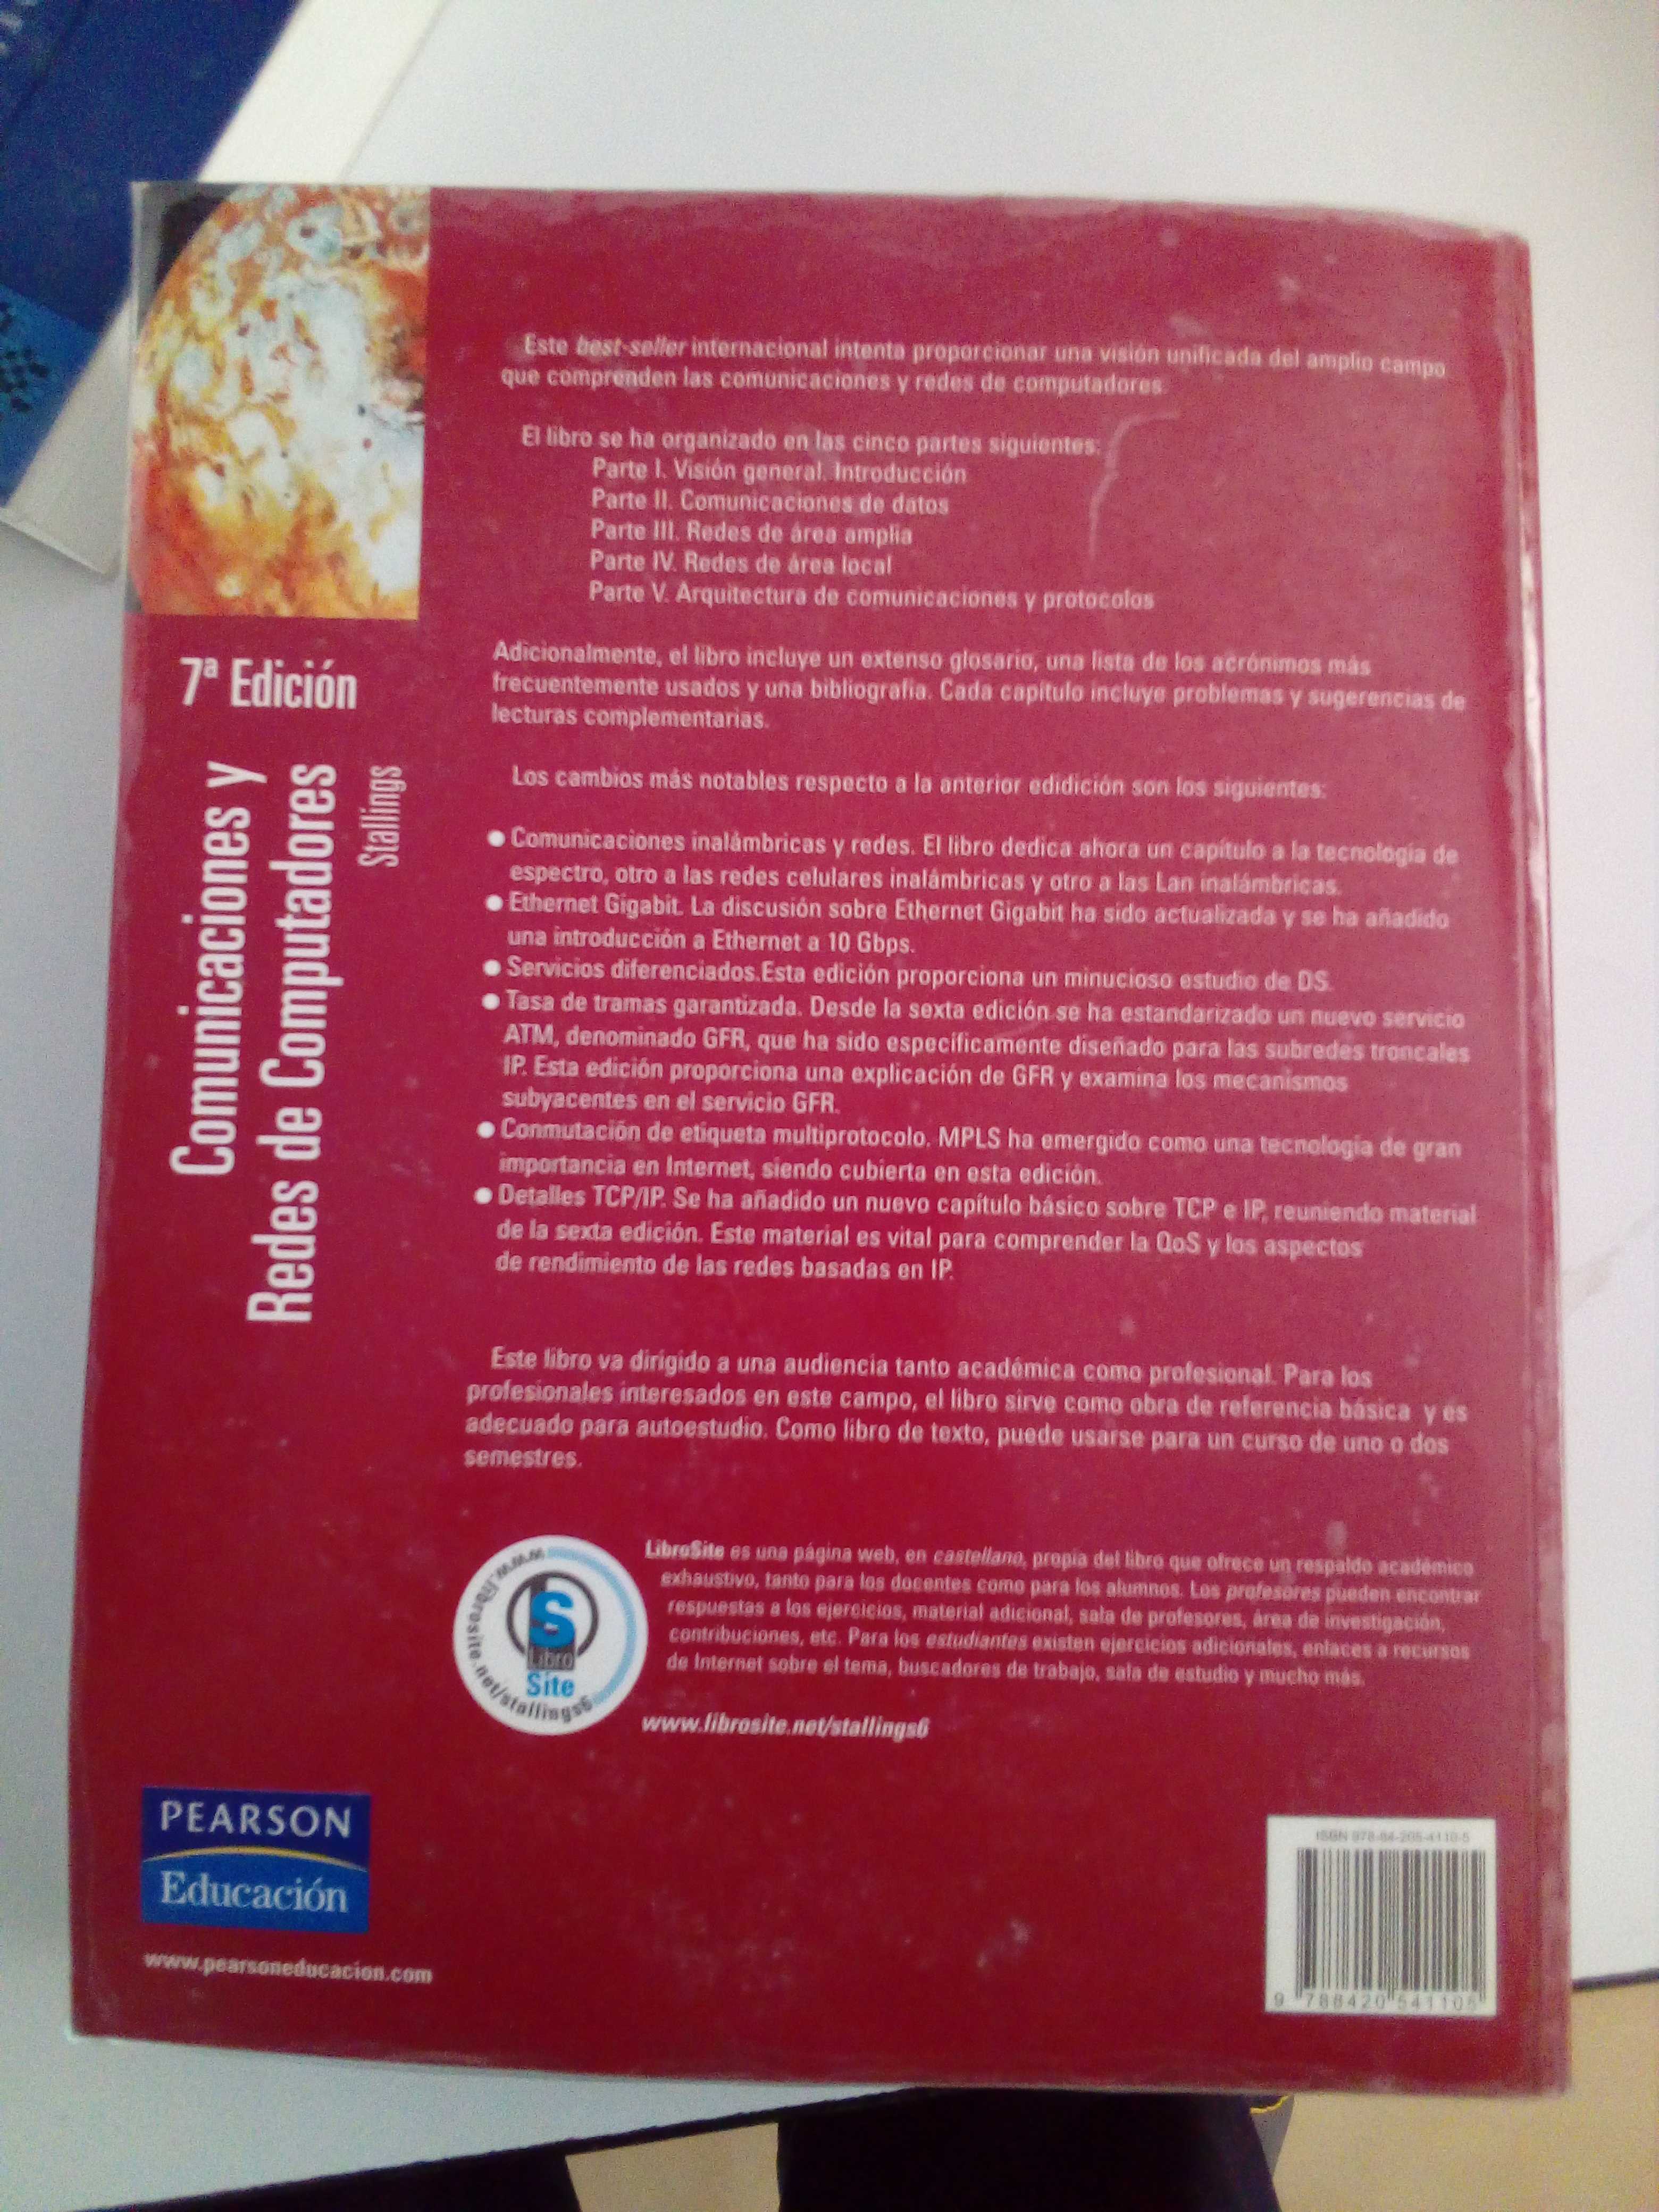 Este best-seller internacional intenta proporcionar una visión unificada del amplio campo
que comprenden las comunicaciones y redes de computadores.
El libro se ha organizado en las cinco partes siguientes:
Parte I. Visión general. Introducción
Parte II. Comunicaciones de datos
Parte III. Redes de área amplia
Parte IV. Redes de área local
Parte V. Arquitectura de comunicaciones y protocolos
Adicionalmente, el libro incluye un extenso glosario, una lista de los acrónimos más
frecuentemente usados y una bibliografía. Cada capítulo incluye problemas y sugerencias de
lecturas complementarias.
Los cambios más notables respecto a la anterior edidición son los siguientes:
● Comunicaciones inalámbricas y redes. El libro dedica ahora un capítulo a la tecnología de
espectro, otro a las redes celulares inalámbricas y otro a las Lan inalámbricas.
● Ethernet Gigabit. La discusión sobre Ethernet Gigabit ha sido actualizada y se ha añadido
una introducción a Ethernet a 10 Gbps.
● Servicios diferenciados.Esta edición proporciona un minucioso estudio de DS.
● Tasa de tramas garantizada. Desde la sexta edición se ha estandarizado un nuevo servicio
ATM, denominado GFR, que ha sido específicamente diseñado para las subredes troncales
IP. Esta edición proporciona una explicación de GFR y examina los mecanismos
subyacentes en el servicio GFR.
● Conmutación de etiqueta multiprotocolo. MPLS ha emergido como una tecnología de gran
importancia en Internet, siendo cubierta en esta edición.
● Detalles TCP/IP. Se ha añadido un nuevo capítulo básico sobre TCP e IP, reuniendo material
de la sexta edición. Este material es vital para comprender la QoS y los aspectos
de rendimiento de las redes basadas en IP.
Este libro va dirigido a una audiencia tanto académica como profesional. Para los
profesionales interesados en este campo, el libro sirve como obra de referencia básica y es
adecuado para autoestudio. Como libro de texto, puede usarse para un curso de uno o dos
semestres.
LibroSite es una página web, en castellano, propia del libro que ofrece un respaldo académico
exhaustivo, tanto para los docentes como para los alumnos. Los profesores pueden encontrar
respuestas a los ejercicios, material adicional, sala de profesores, área de investigación,
contribuciones, etc. Para los estudiantes existen ejercicios adicionales, enlaces a recursos
de Internet sobre el tema, buscadores de trabajo, sala de estudio y mucho más.
www.librosite.net/stallings6
www.librosite.net/stallings6
LS
Libro
Site
7ª Edición
Comunicaciones y
Redes de Computadores
Stallings
PEARSON
Educación
www.pearsoneducacion.com
ISBN 978-84-205-4110-5
9 788420 541105